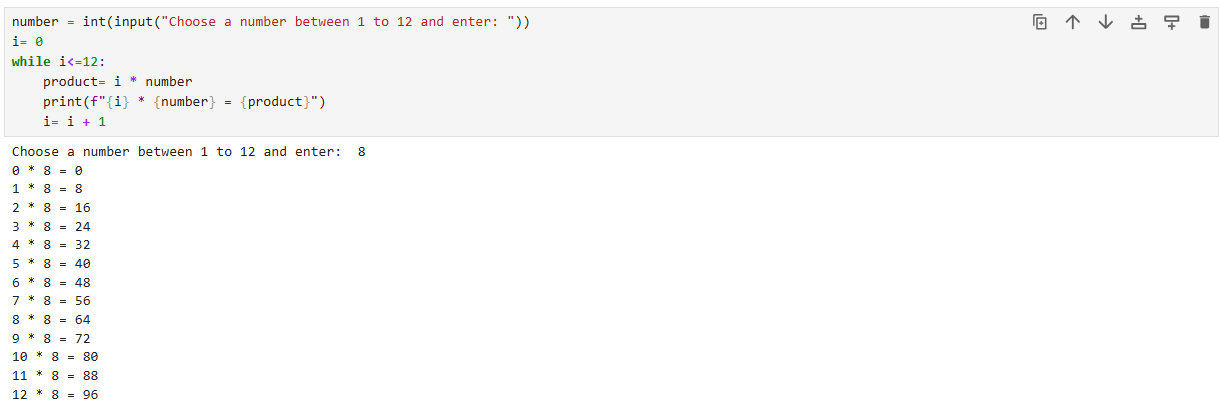 number = int(input("Choose a number between 1 to 12 and enter: "))
i= 0
while i<=12:
    product= i * number
    print(f"{i} * {number} = {product}")
    i= i + 1
Choose a number between 1 to 12 and enter:  8
0 * 8 = 0
1 * 8 = 8
2 * 8 = 16
3 * 8 = 24
4 * 8 = 32
5 * 8 = 40
6 * 8 = 48
7 * 8 = 56
8 * 8 = 64
9 * 8 = 72
10 * 8 = 80
11 * 8 = 88
12 * 8 = 96